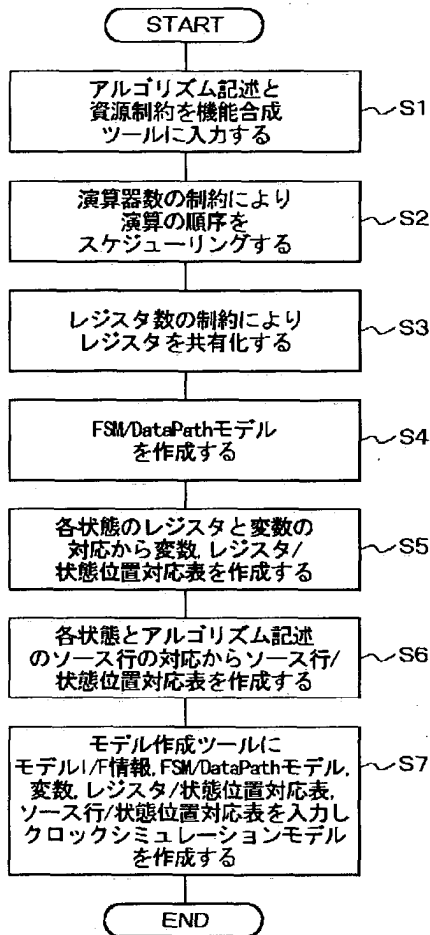 START
アルゴリズム記述と
資源制約を機能合成
ツールに入力する
S1
演算器数の制約により
演算の順序を
スケジューリングする
S2
レジスタ数の制約により
レジスタを共有化する
S3
FSM/DataPathモデル
を作成する
S4
各状態のレジスタと変数の
対応から変数,レジスタ/
状態位置対応表を作成する
S5
各状態とアルゴリズム記述
のソース行の対応からソース行/
状態位置対応表を作成する
S6
モデル作成ツールに
モデルI/F情報,FSM/DataPathモデル,
変数,レジスタ/状態位置対応表,
ソース行/状態位置対応表を入力し
クロックシミュレーションモデル
を作成する
S7
END